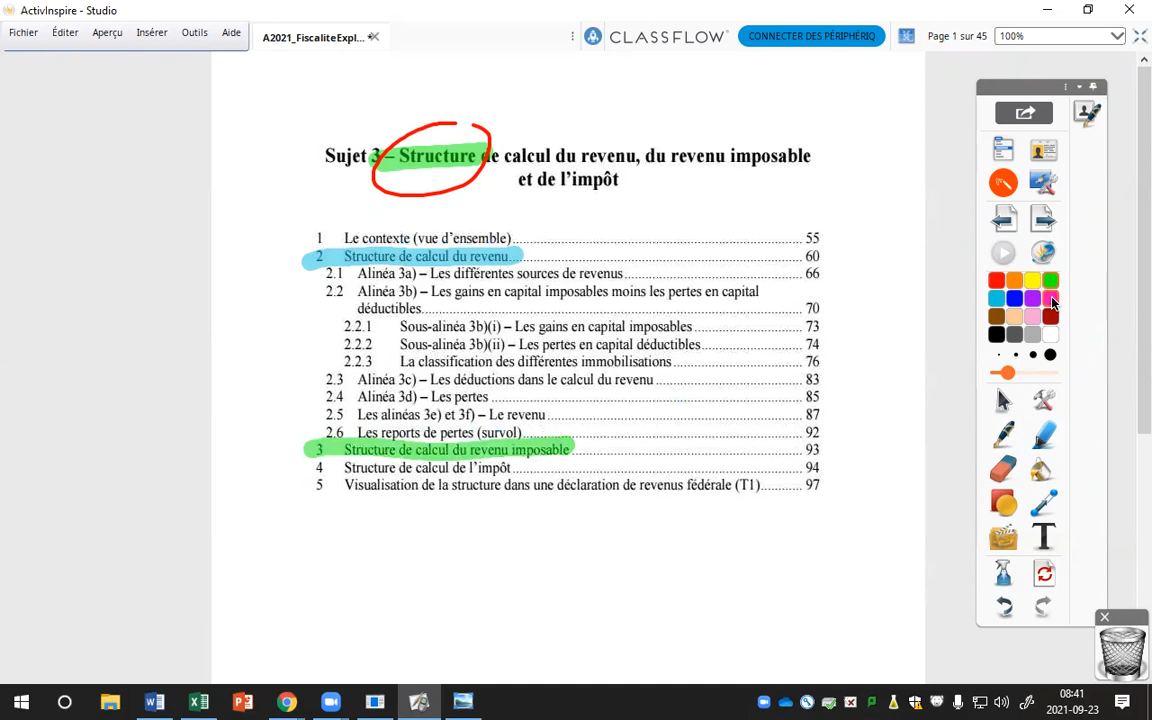 ActivInspire - Studio
Fichier Éditer Aperçu Insérer Outils Aide
A2021_FiscaliteExpl...
CLASSFLOW
CONNECTER DES PÉRIPHÉRIQ
Page 1 sur 45
100%
Sujet 3 – Structure de calcul du revenu, du revenu imposable
et de l'impôt
1 Le contexte (vue d'ensemble) 55
2 Structure de calcul du revenu 60
2.1 Alinéa 3a) – Les différentes sources de revenus 66
2.2 Alinéa 3b) – Les gains en capital imposables moins les pertes en capital
déductibles 70
2.2.1 Sous-alinéa 3b)(i) – Les gains en capital imposables 73
2.2.2 Sous-alinéa 3b)(ii) – Les pertes en capital déductibles 74
2.2.3 La classification des différentes immobilisations 76
2.3 Alinéa 3c) – Les déductions dans le calcul du revenu 83
2.4 Alinéa 3d) – Les pertes 85
2.5 Les alinéas 3e) et 3f) – Le revenu 87
2.6 Les reports de pertes (survol) 92
3 Structure de calcul du revenu imposable 93
4 Structure de calcul de l'impôt 94
5 Visualisation de la structure dans une déclaration de revenus fédérale (T1) 97
08:41
2021-09-23